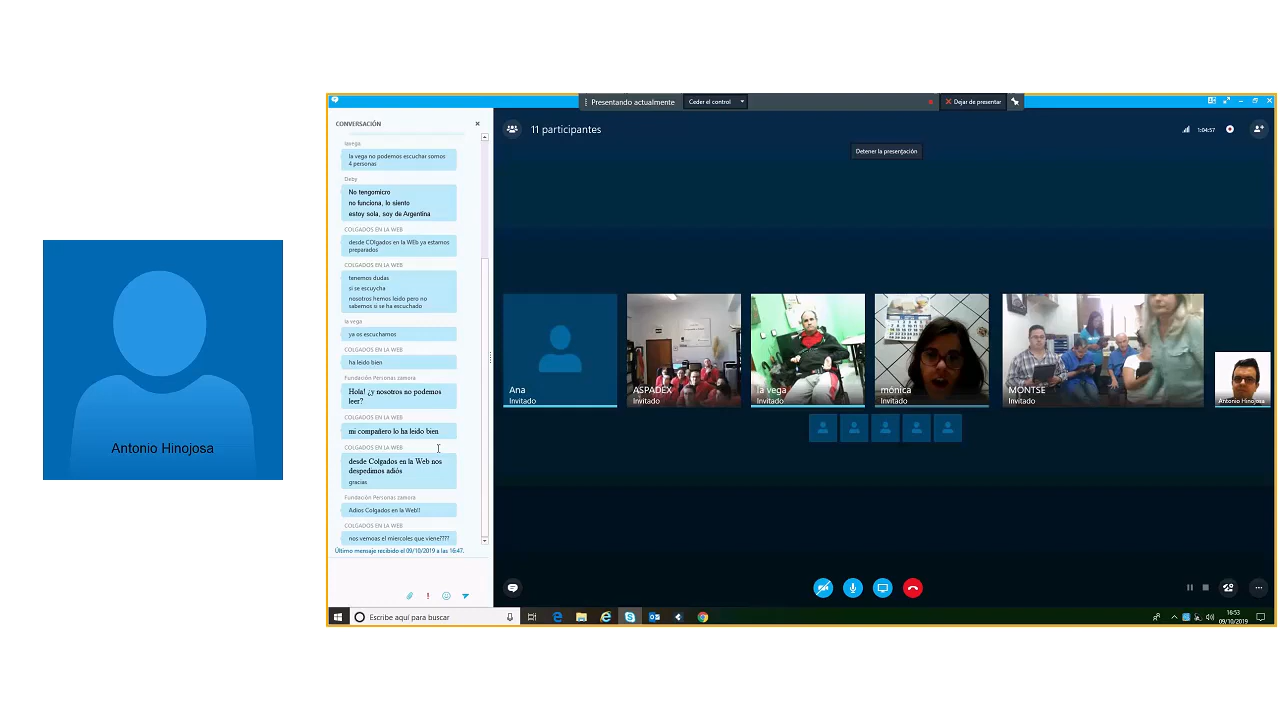 Antonio Hinojosa
Presentando actualmente
Ceder el control
Dejar de presentar
CONVERSACIÓN
11 participantes
1:04:57
Detener la presentación
lavega
la vega no podemos escuchar somos
4 personas
Deby
No tengomicro
no funciona, lo siento
estoy sola, soy de Argentina
COLGADOS EN LA WEB
desde COlgados en la WEb ya estamos
preparados
COLGADOS EN LA WEB
tenemos dudas
si se escuycha
nosotros hemos leido pero no
sabemos si se ha escuchado
la vega
ya os escuchamos
COLGADOS EN LA WEB
ha leido bien
Fundación Personas zamora
Hola! ¿y nosotros no podemos
leer?
COLGADOS EN LA WEB
mi compañero lo ha leido bien
COLGADOS EN LA WEB
desde Colgados en la Web nos
despedimos adiós
gracias
Fundación Personas zamora
Adios Colgados en la Web!!
COLGADOS EN LA WEB
nos vemoas el miercoles que viene????
Último mensaje recibido el 09/10/2019 a las 16:47.
Ana
Invitado
ASPADEX
Invitado
la vega
Invitado
mónica
Invitado
MONTSE
Invitado
Antonio Hinojosa
Escribe aquí para buscar
16:53
09/10/2019